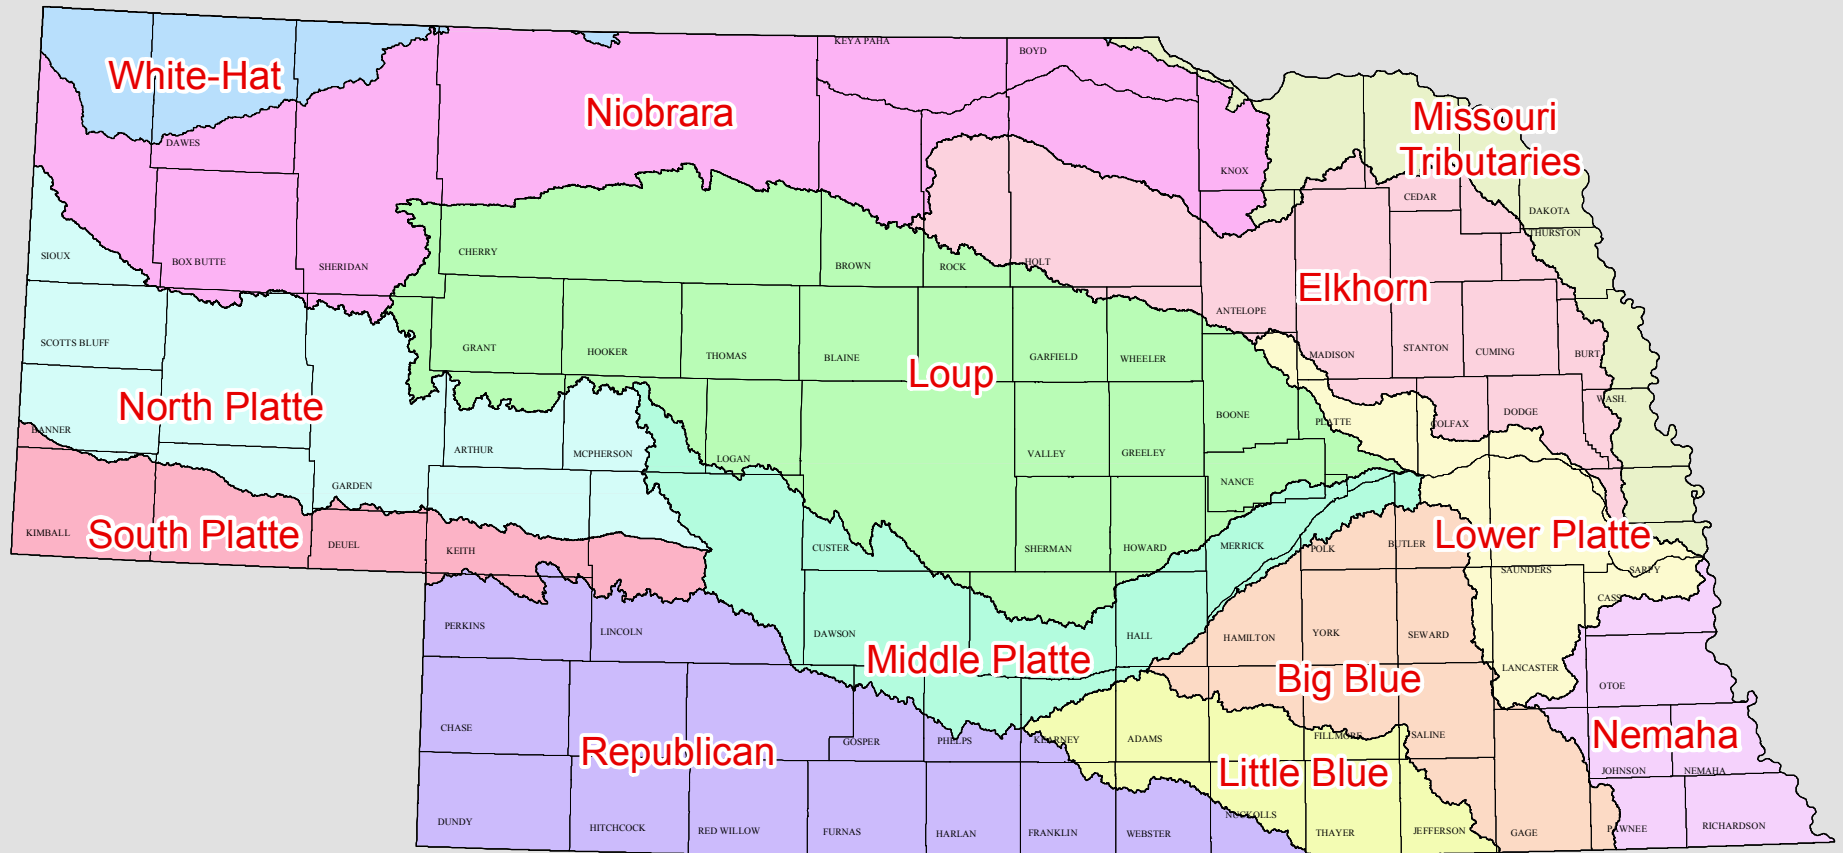 KEYA PAHA
BOYD
White-Hat
Niobrara
Missouri
Tributaries
DAWES
KNOX
CEDAR
DAKOTA
THURSTON
SIOUX
BOX BUTTE
SHERIDAN
CHERRY
BROWN
ROCK
HOLT
Elkhorn
ANTELOPE
SCOTTS BLUFF
GRANT
HOOKER
THOMAS
BLAINE
GARFIELD
WHEELER
MADISON
STANTON
CUMING
BURT
Loup
North Platte
WASH.
BANNER
BOONE
PLATTE
COLFAX
DODGE
ARTHUR
MCPHERSON
LOGAN
VALLEY
GREELEY
GARDEN
NANCE
KIMBALL
South Platte
DEUEL
KEITH
CUSTER
SHERMAN
HOWARD
MERRICK
POLK
BUTLER
Lower Platte
SAUNDERS
SARPY
CASS
PERKINS
LINCOLN
DAWSON
HALL
HAMILTON
YORK
SEWARD
Middle Platte
LANCASTER
Big Blue
OTOE
CHASE
Republican
GOSPER
PHELPS
KEARNEY
ADAMS
FILLMORE
SALINE
Nemaha
Little Blue
JOHNSON
NEMAHA
DUNDY
HITCHCOCK
RED WILLOW
FURNAS
HARLAN
FRANKLIN
WEBSTER
NUCKOLLS
THAYER
JEFFERSON
GAGE
PAWNEE
RICHARDSON